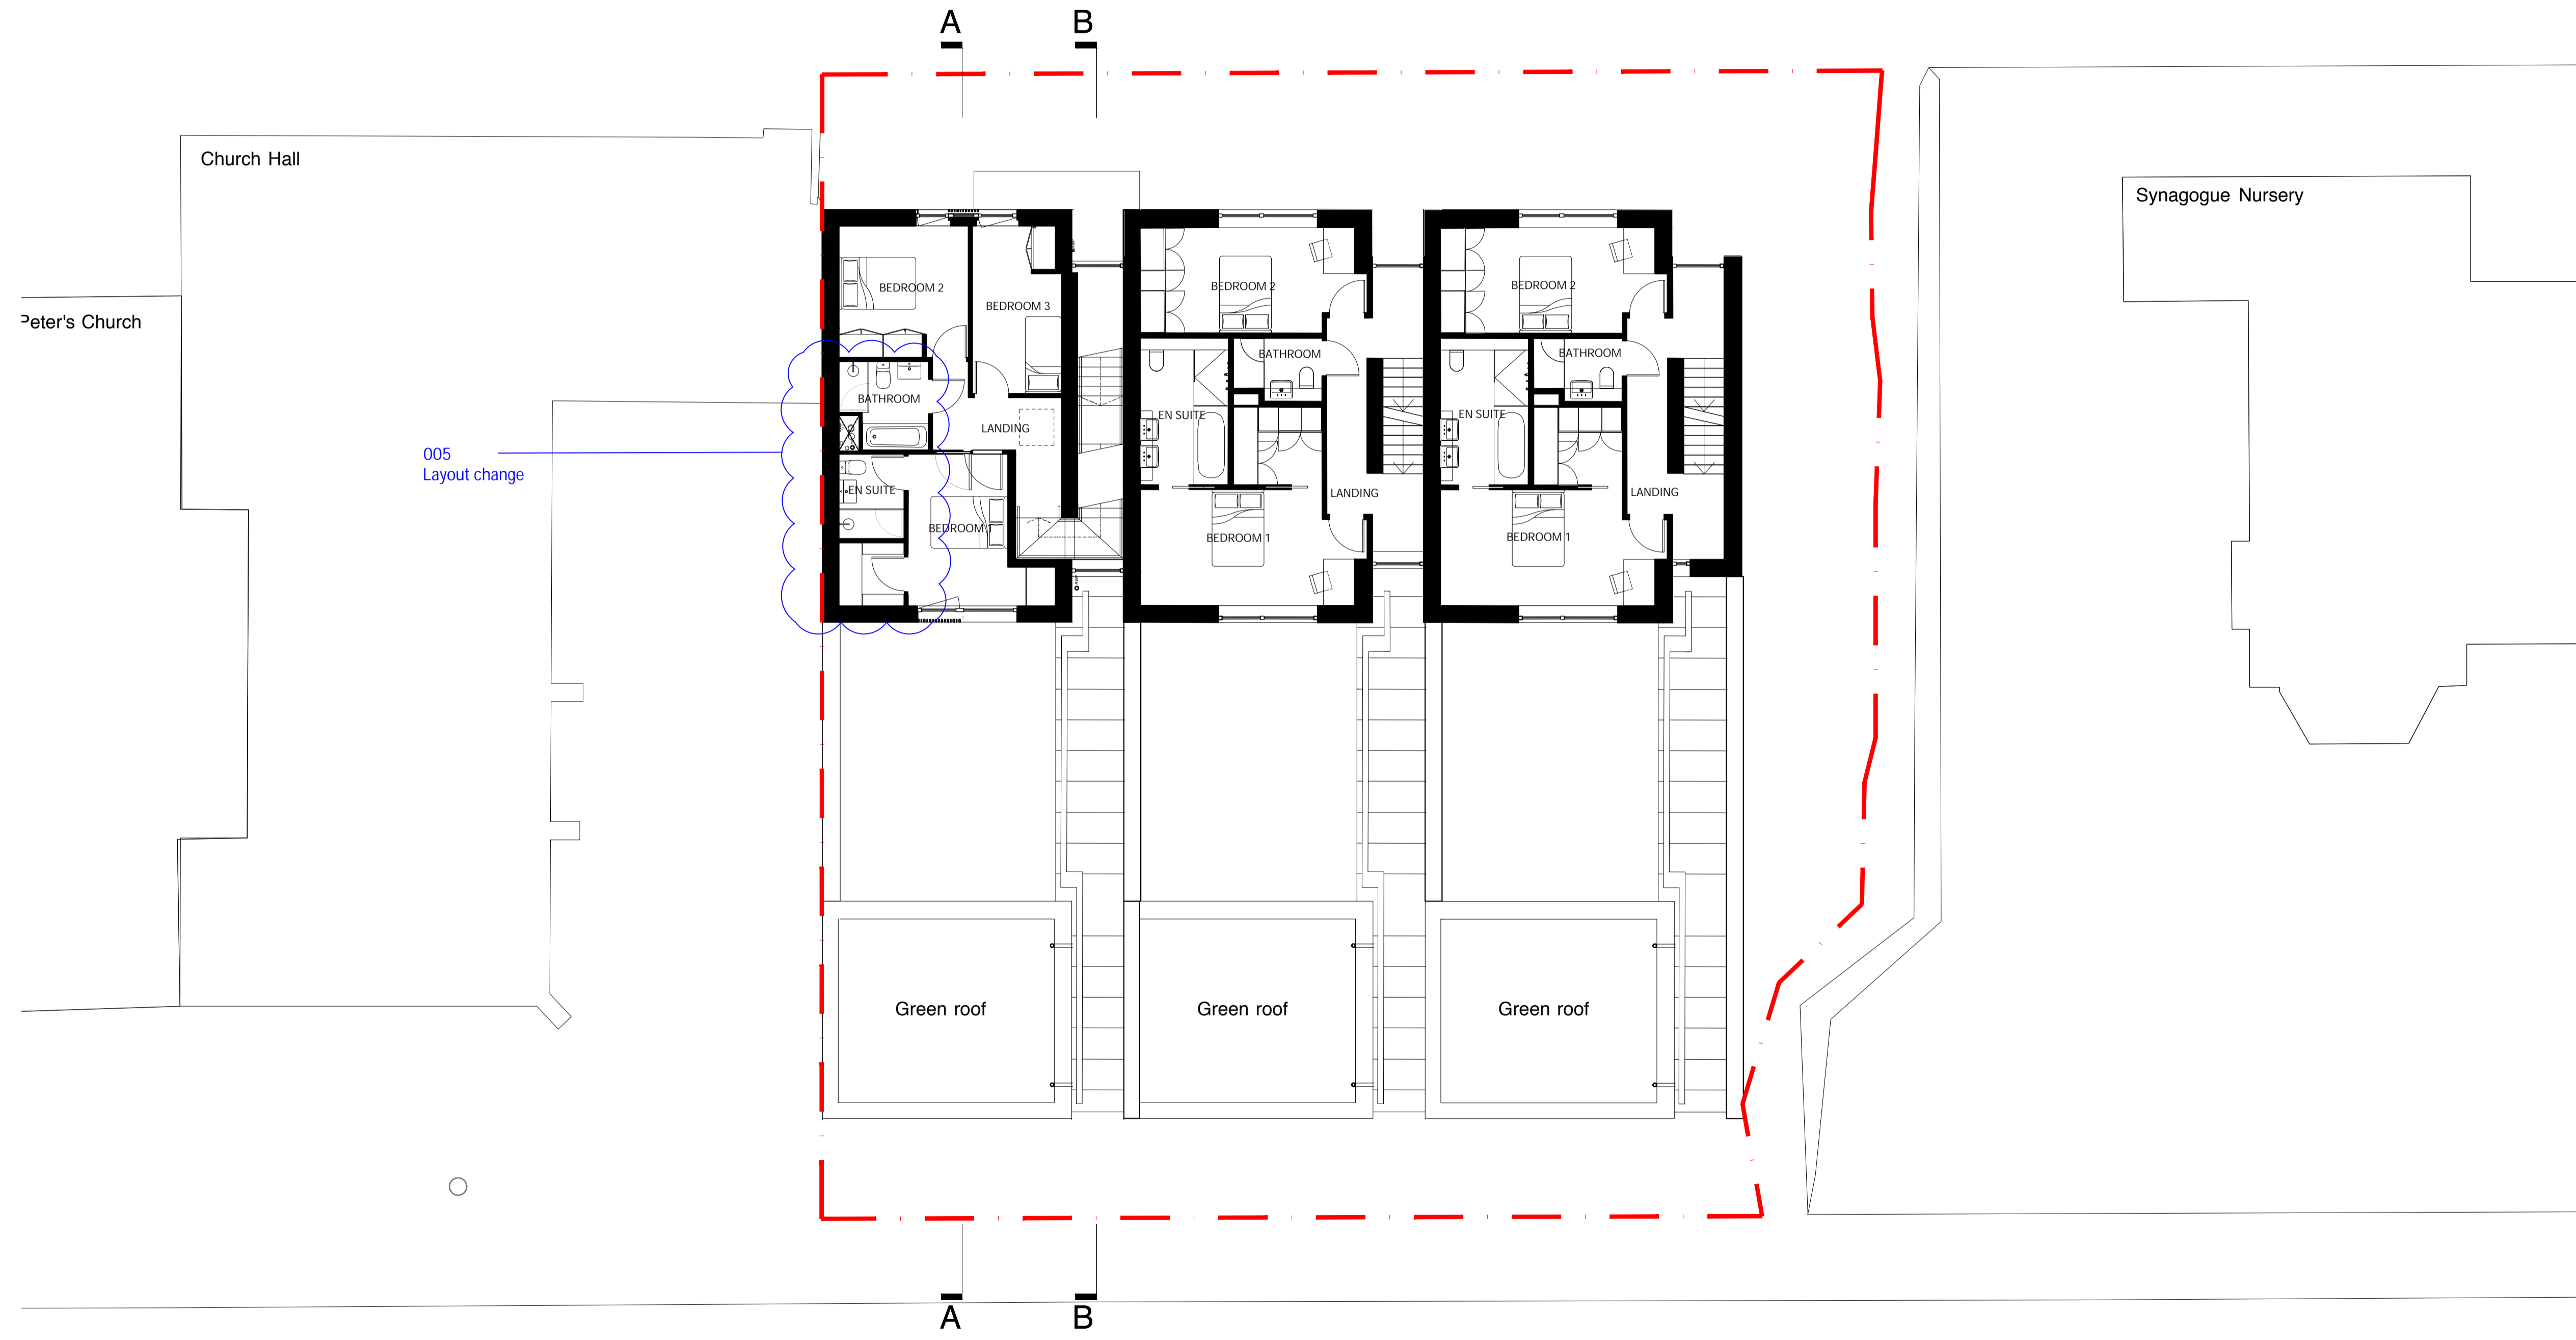 A
B
Church Hall
Synagogue Nursery
Peter's Church
BEDROOM 2
BEDROOM 3
BATHROOM
LANDING
EN SUITE
BEDROOM 1
005
Layout change
BEDROOM 2
BATHROOM
EN SUITE
LANDING
BEDROOM 1
BEDROOM 2
BATHROOM
EN SUITE
LANDING
BEDROOM 1
Green roof
Green roof
Green roof
A
B